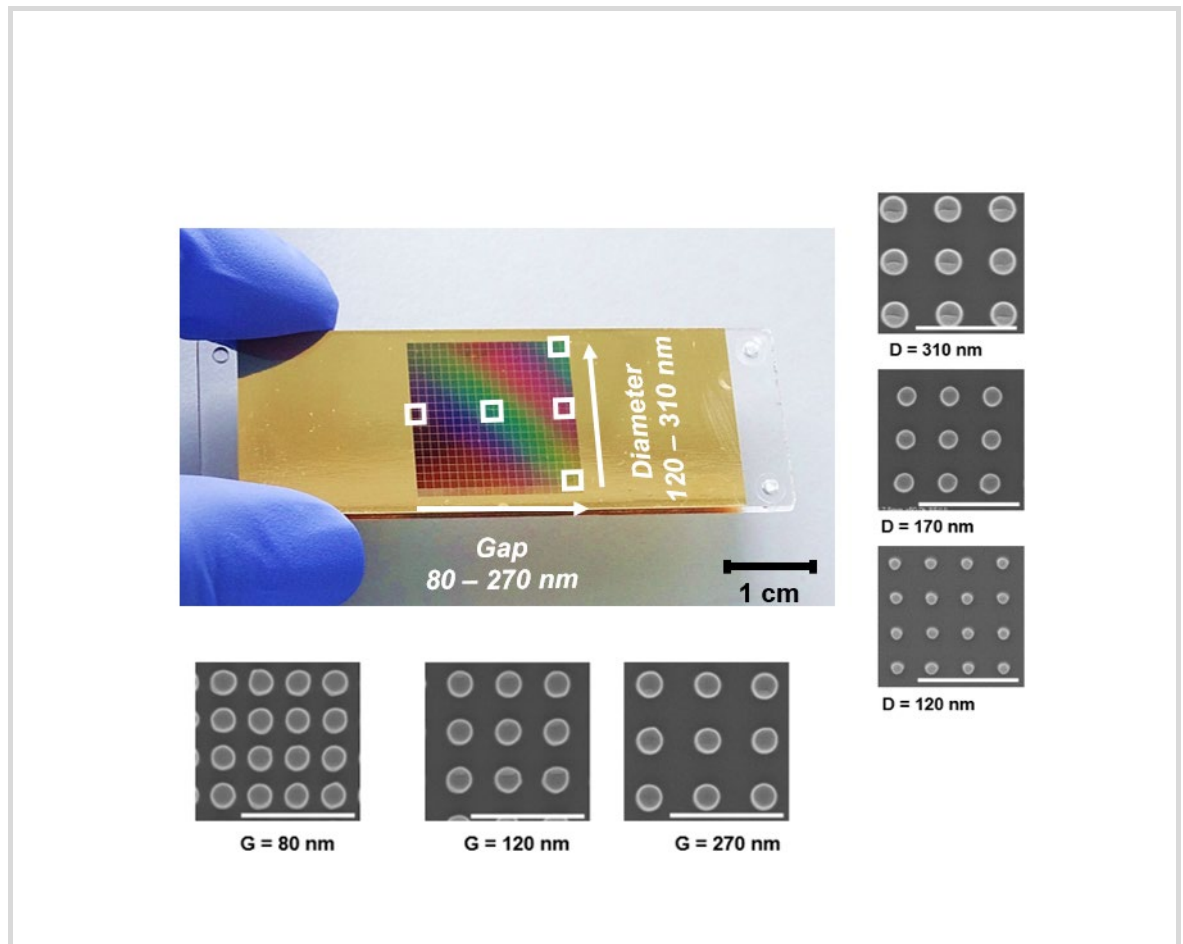 Diameter
120 – 310 nm
Gap
80 – 270 nm
1 cm
D = 310 nm
D = 170 nm
D = 120 nm
G = 80 nm
G = 120 nm
G = 270 nm